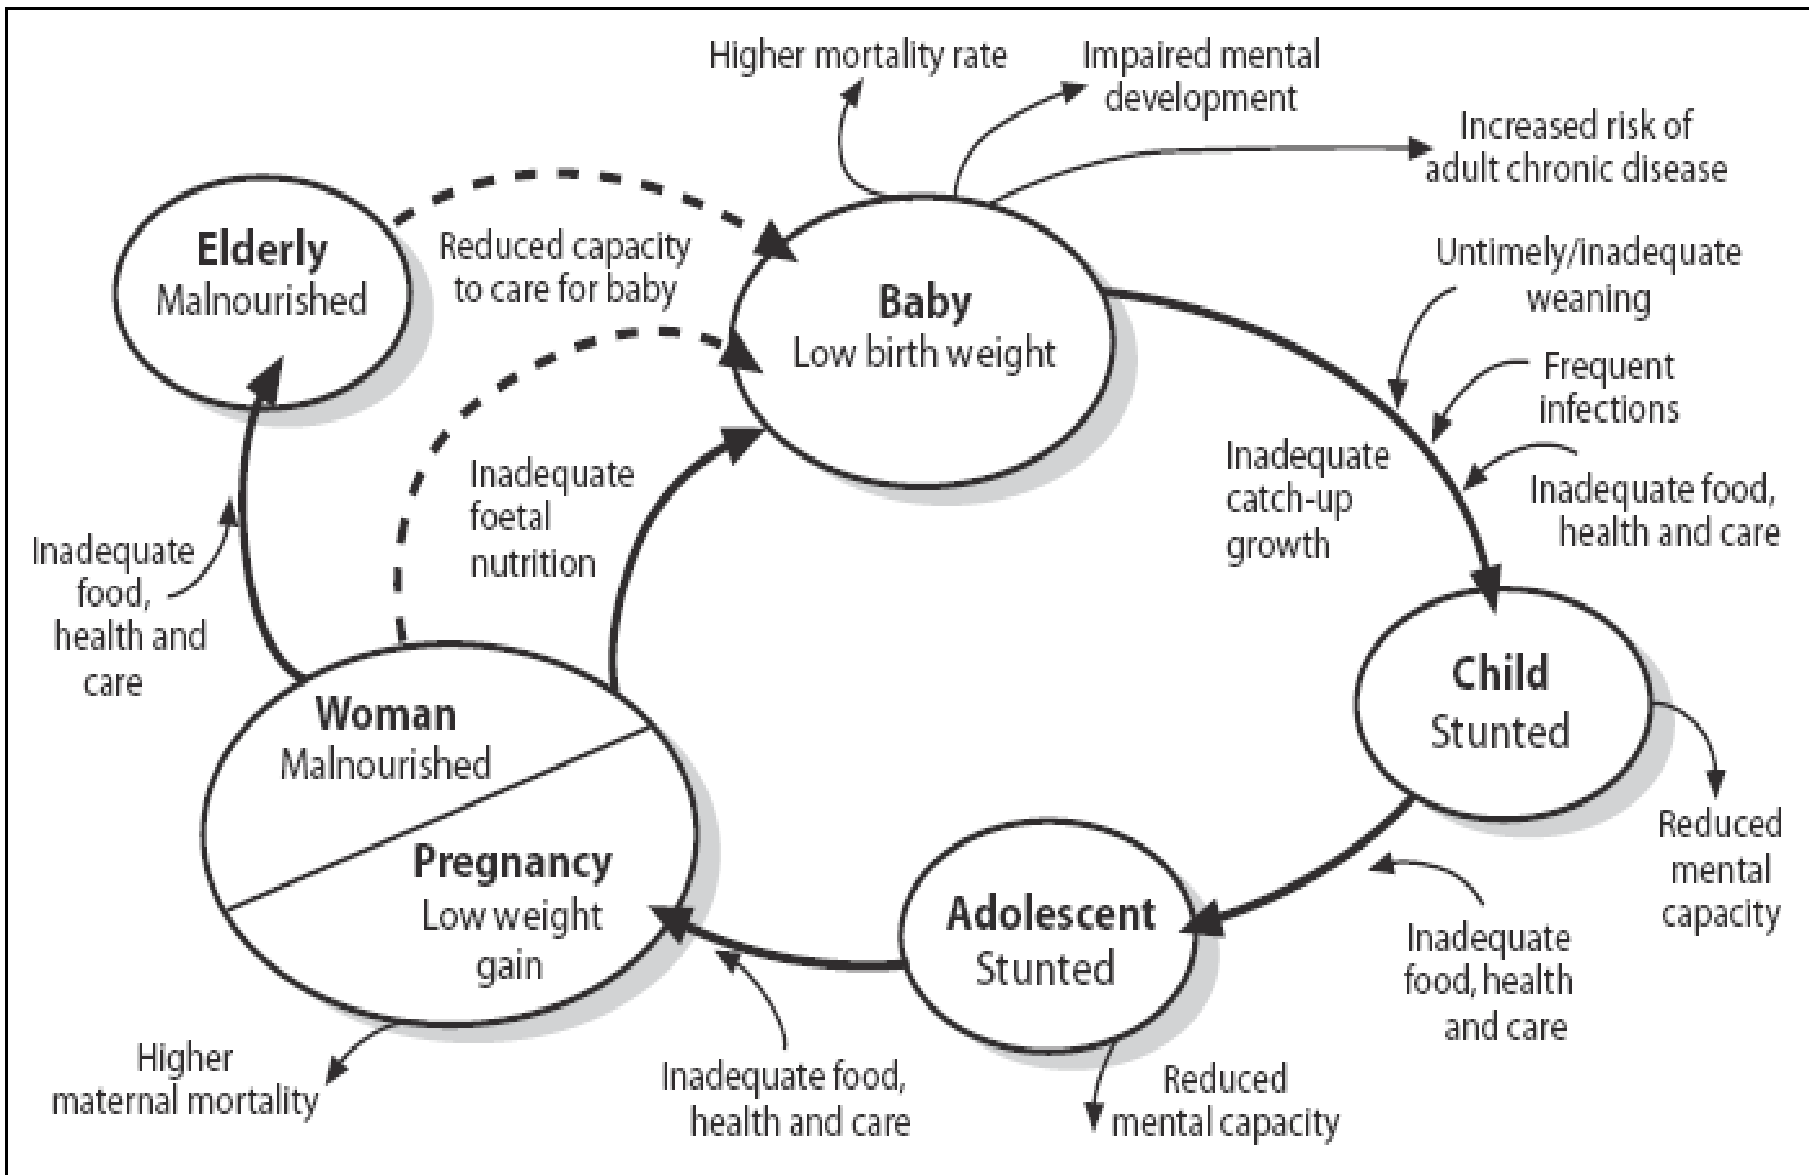 Higher mortality rate
Impaired mental
development
Increased risk of
adult chronic disease
Elderly
Malnourished
Reduced capacity
to care for baby
Baby
Low birth weight
Untimely/inadequate
weaning
Frequent
infections
Inadequate food,
health and care
Inadequate
catch-up
growth
Inadequate
foetal
nutrition
Inadequate
food,
health and
care
Woman
Malnourished
Pregnancy
Low weight
gain
Child
Stunted
Reduced
mental
capacity
Adolescent
Stunted
Inadequate
food, health
and care
Higher
maternal mortality
Inadequate food,
health and care
Reduced
mental capacity